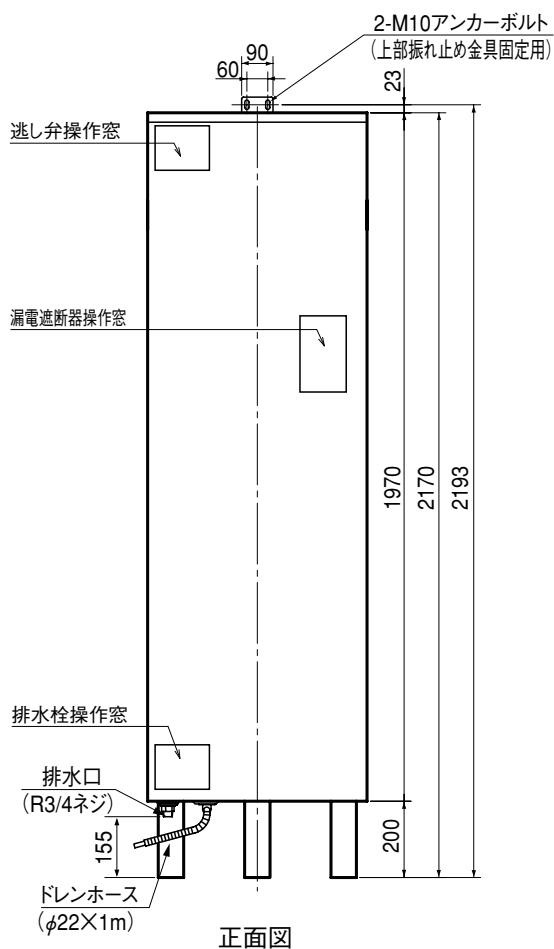 2-M10アンカーボルト
(上部振れ止め金具固定用)
90
60
23
逃し弁操作窓
漏電遮断器操作窓
1970
2170
2193
排水栓操作窓
排水口
(R3/4ネジ)
155
200
ドレンホース
(φ22×1m)
正面図